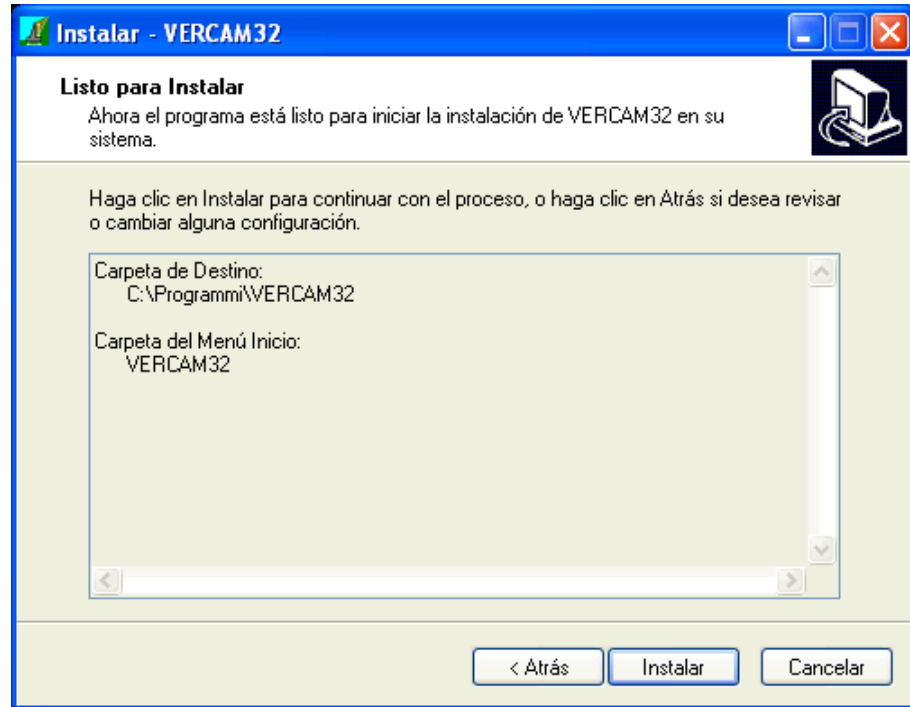 Instalar - VERCAM32
Listo para Instalar
Ahora el programa está listo para iniciar la instalación de VERCAM32 en su
sistema.
Haga clic en Instalar para continuar con el proceso, o haga clic en Atrás si desea revisar
o cambiar alguna configuración.
Carpeta de Destino:
C:\Programmi\VERCAM32
Carpeta del Menú Inicio:
VERCAM32
< Atrás
Instalar
Cancelar